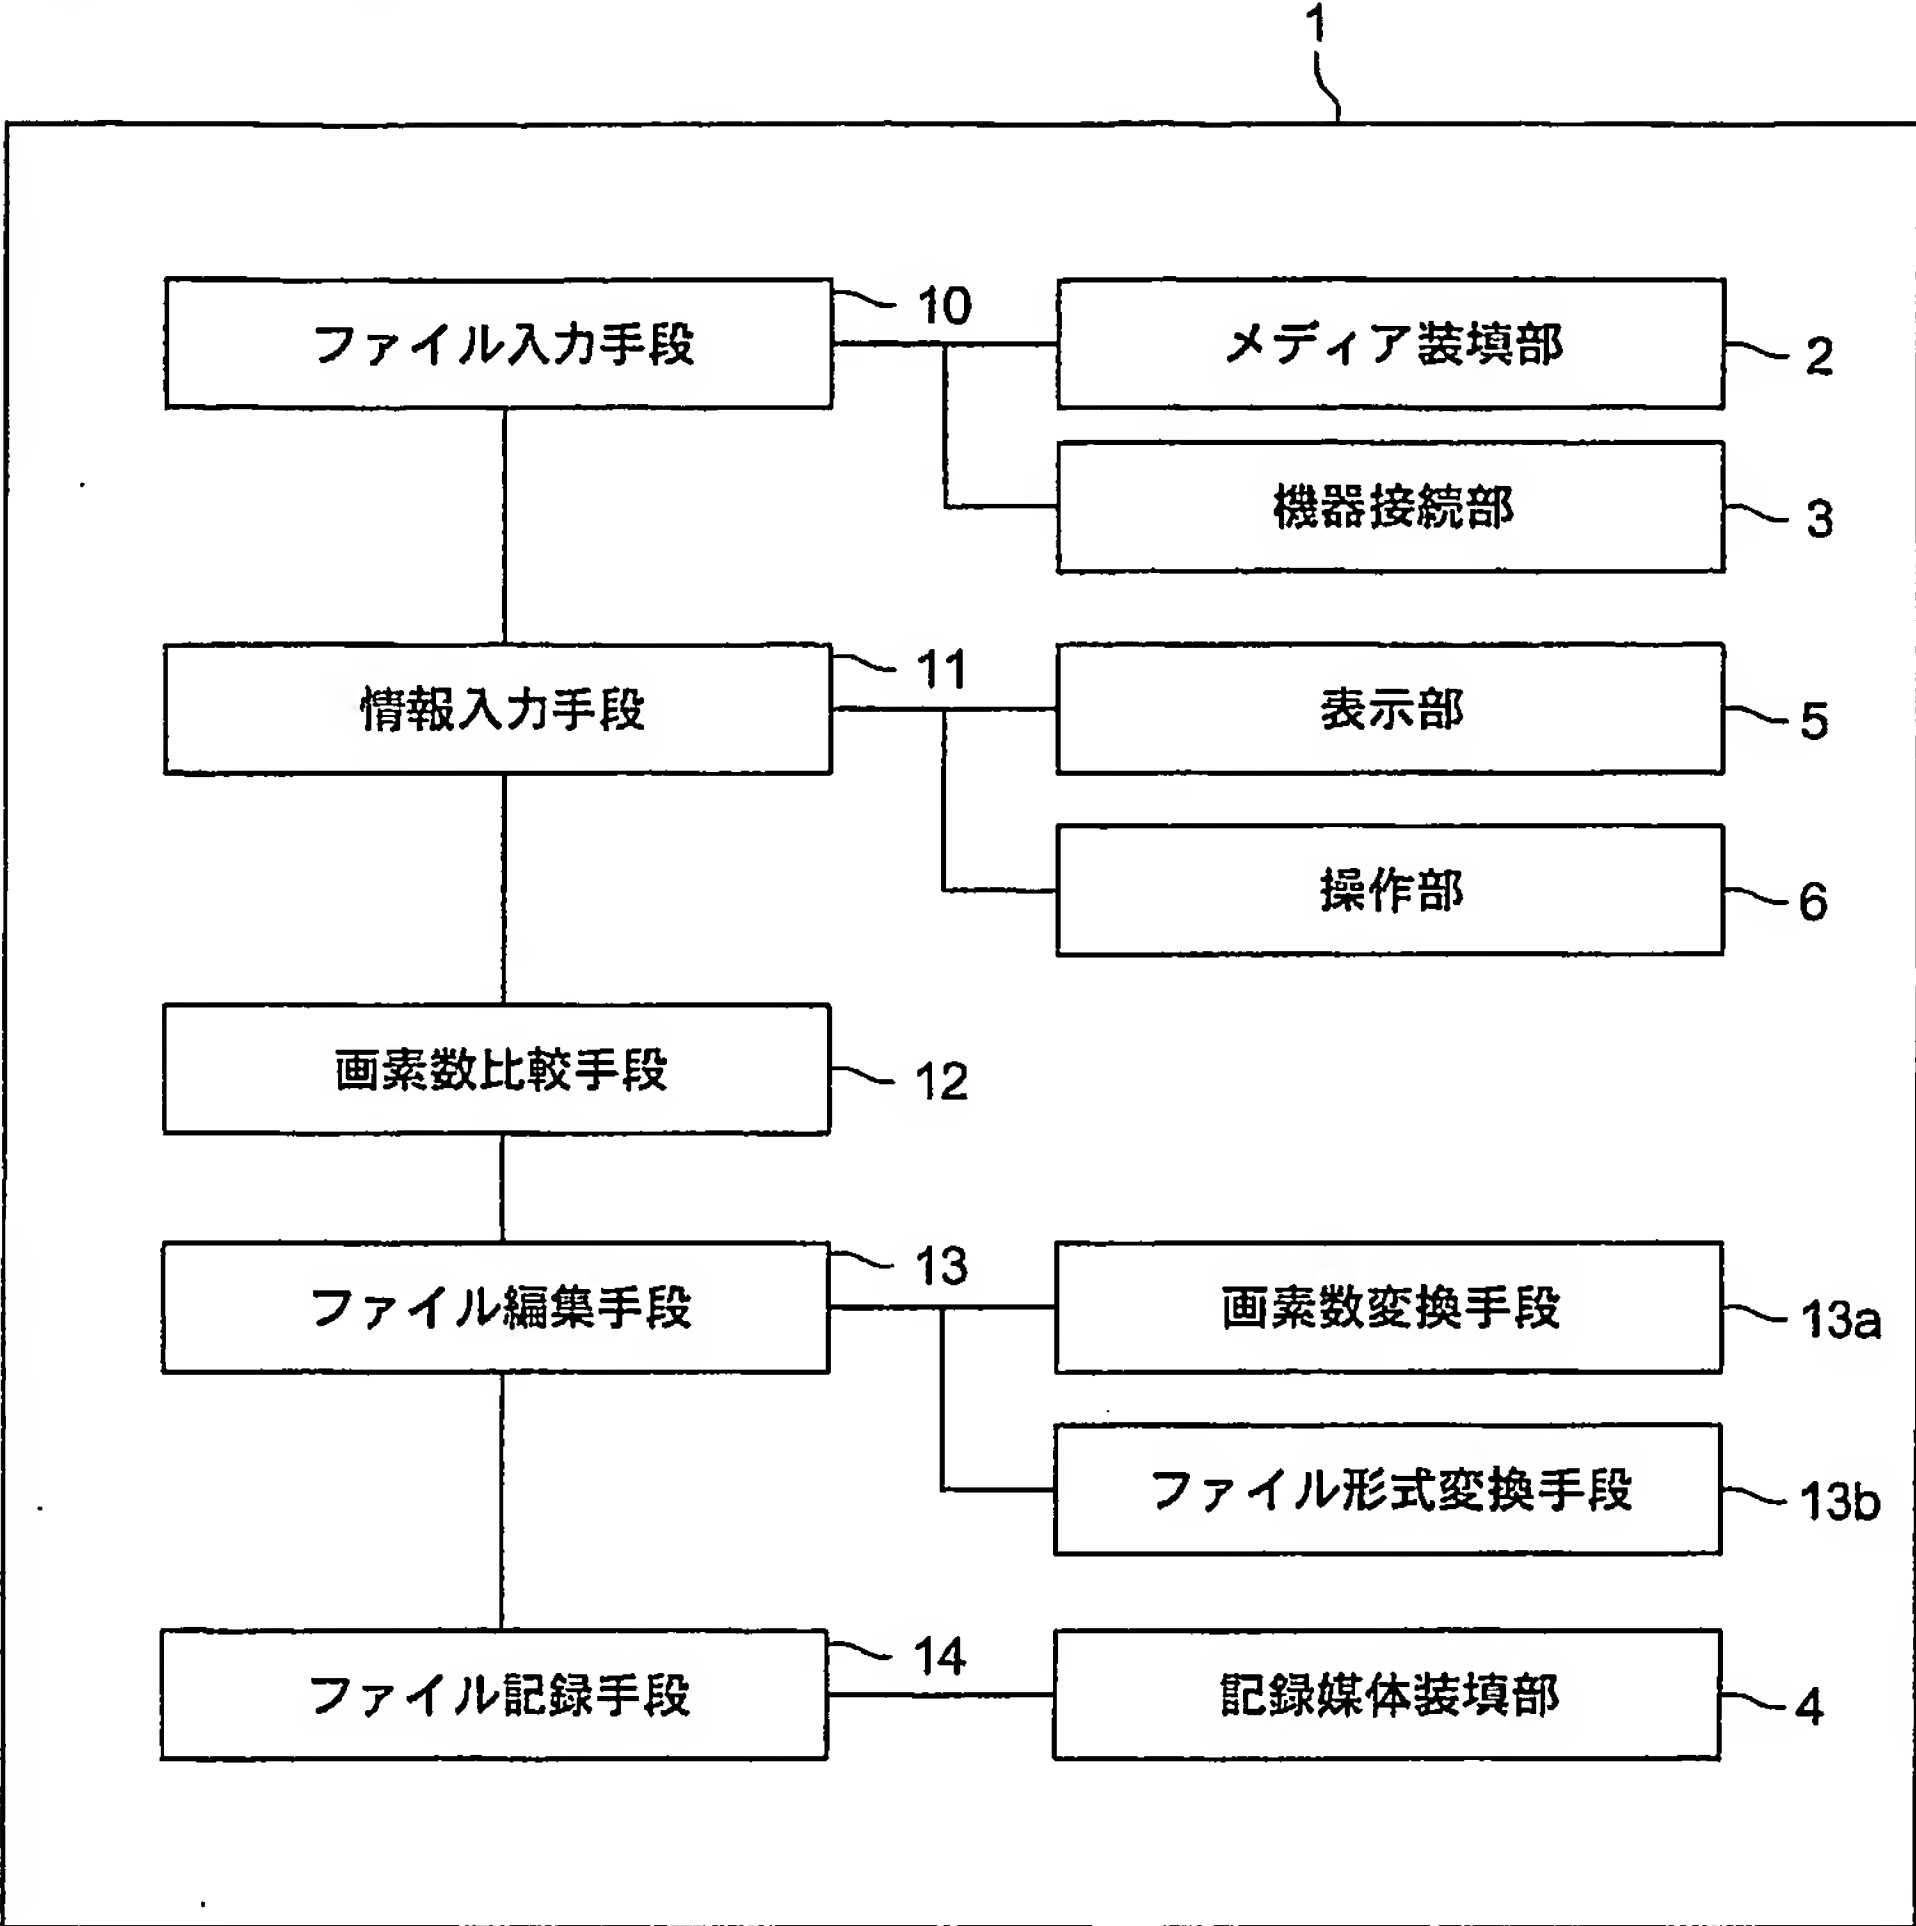 1
ファイル入力手段
10
メディア装填部
2
機器接続部
3
情報入力手段
11
表示部
5
操作部
6
画素数比較手段
12
ファイル編集手段
13
画素数変換手段
13a
ファイル形式変換手段
13b
ファイル記録手段
14
記録媒体装填部
4